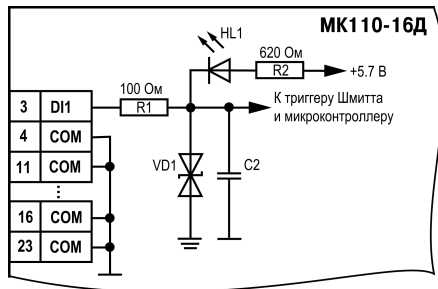 МК110-16Д
HL1
620 Ом
R2
+5.7 В
100 Ом
R1
К триггеру Шмитта
и микроконтроллеру
3 DI1
4 COM
11 COM
16 COM
23 COM
VD1
C2